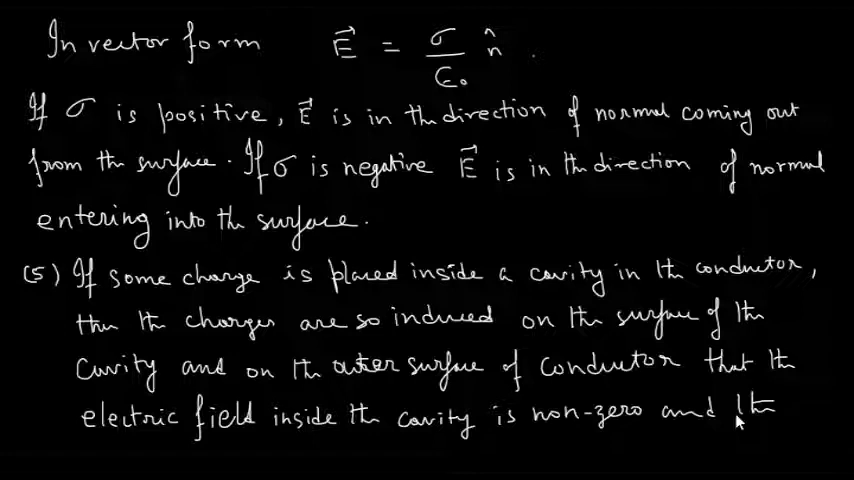 In vector form E⃗ = σ/ϵ₀ n̂ .
If σ is positive, E⃗ is in the direction of normal coming out
from the surface. If σ is negative E⃗ is in the direction of normal
entering into the surface.
(5) If some charge is placed inside a cavity in the conductor,
then the charges are so induced on the surface of the
cavity and on the outer surface of conductor that the
electric field inside the cavity is non-zero and the